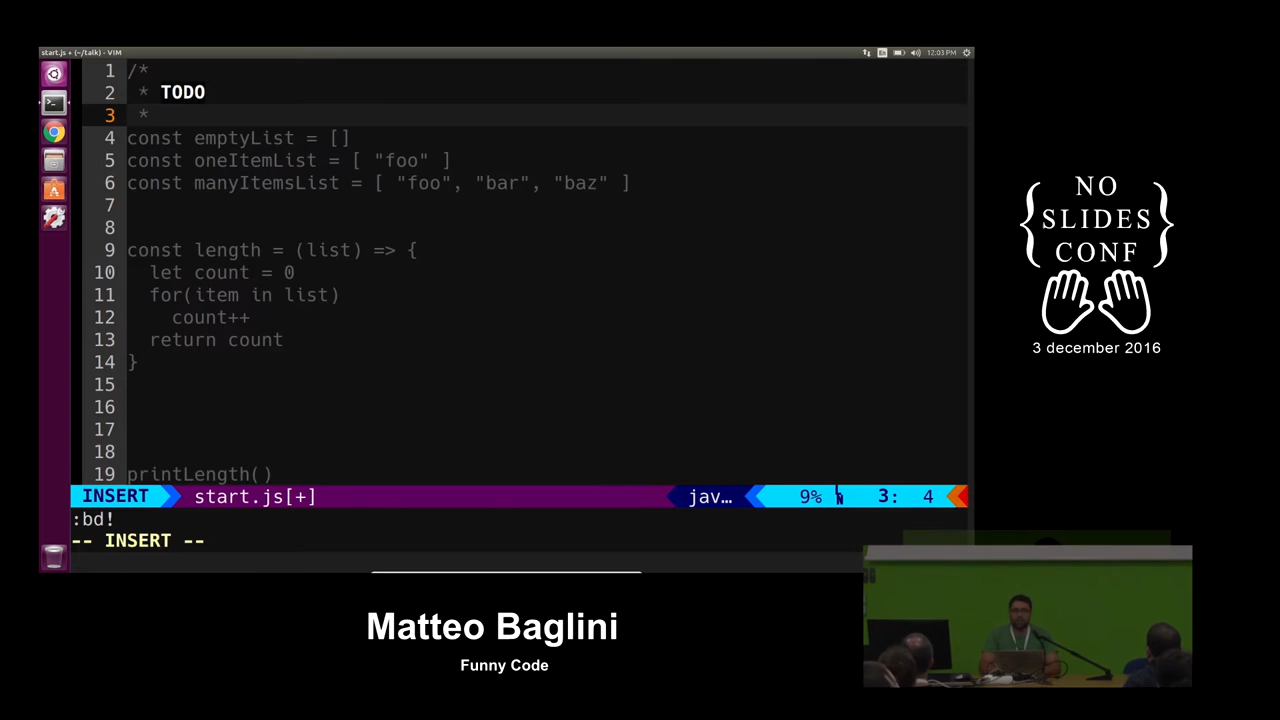 start.js + (~/talk) - VIM
En
12:03 PM
1 /*
2 * TODO
3 *
4 const emptyList = []
5 const oneItemList = [ "foo" ]
6 const manyItemsList = [ "foo", "bar", "baz" ]
7
8
9 const length = (list) => {
10 let count = 0
11 for(item in list)
12 count++
13 return count
14 }
15
16
17
18
19 printLength()
INSERT start.js[+] jav… 9% 3: 4
:bd!
-- INSERT --
{ NO
SLIDES
CONF }
3 december 2016
Matteo Baglini
Funny Code